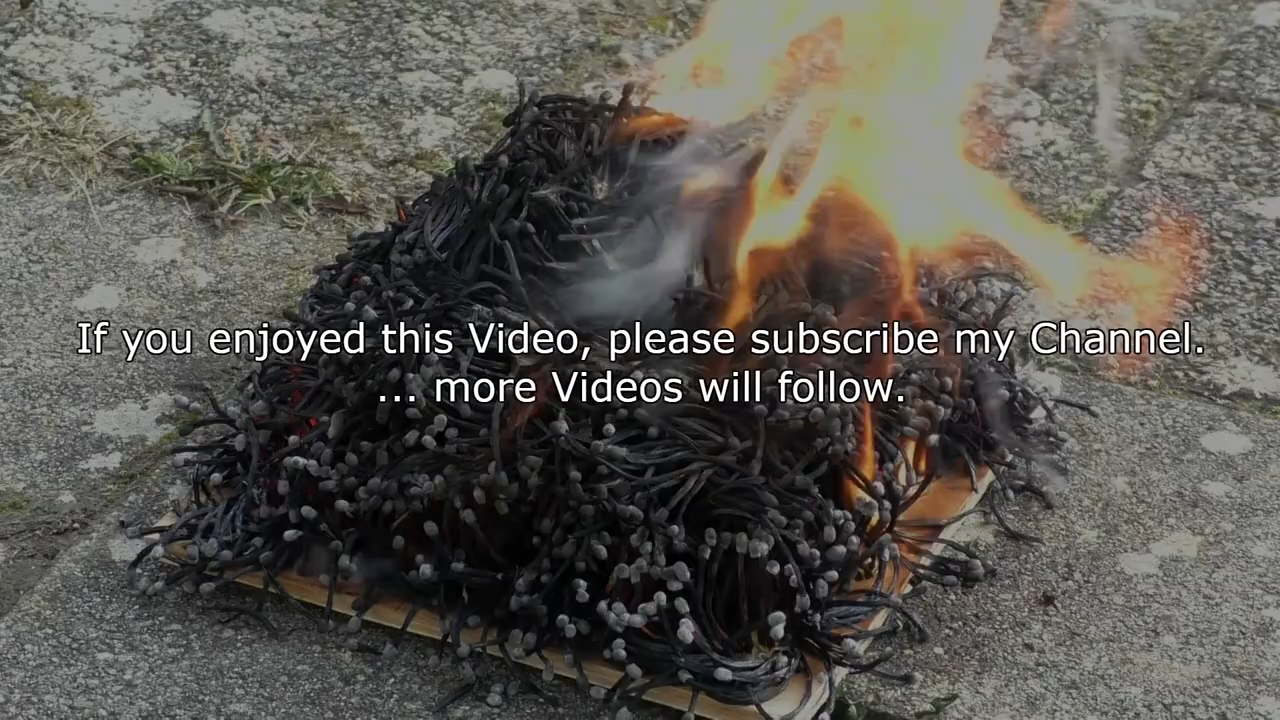 If you enjoyed this Video, please subscribe my Channel.
... more Videos will follow.